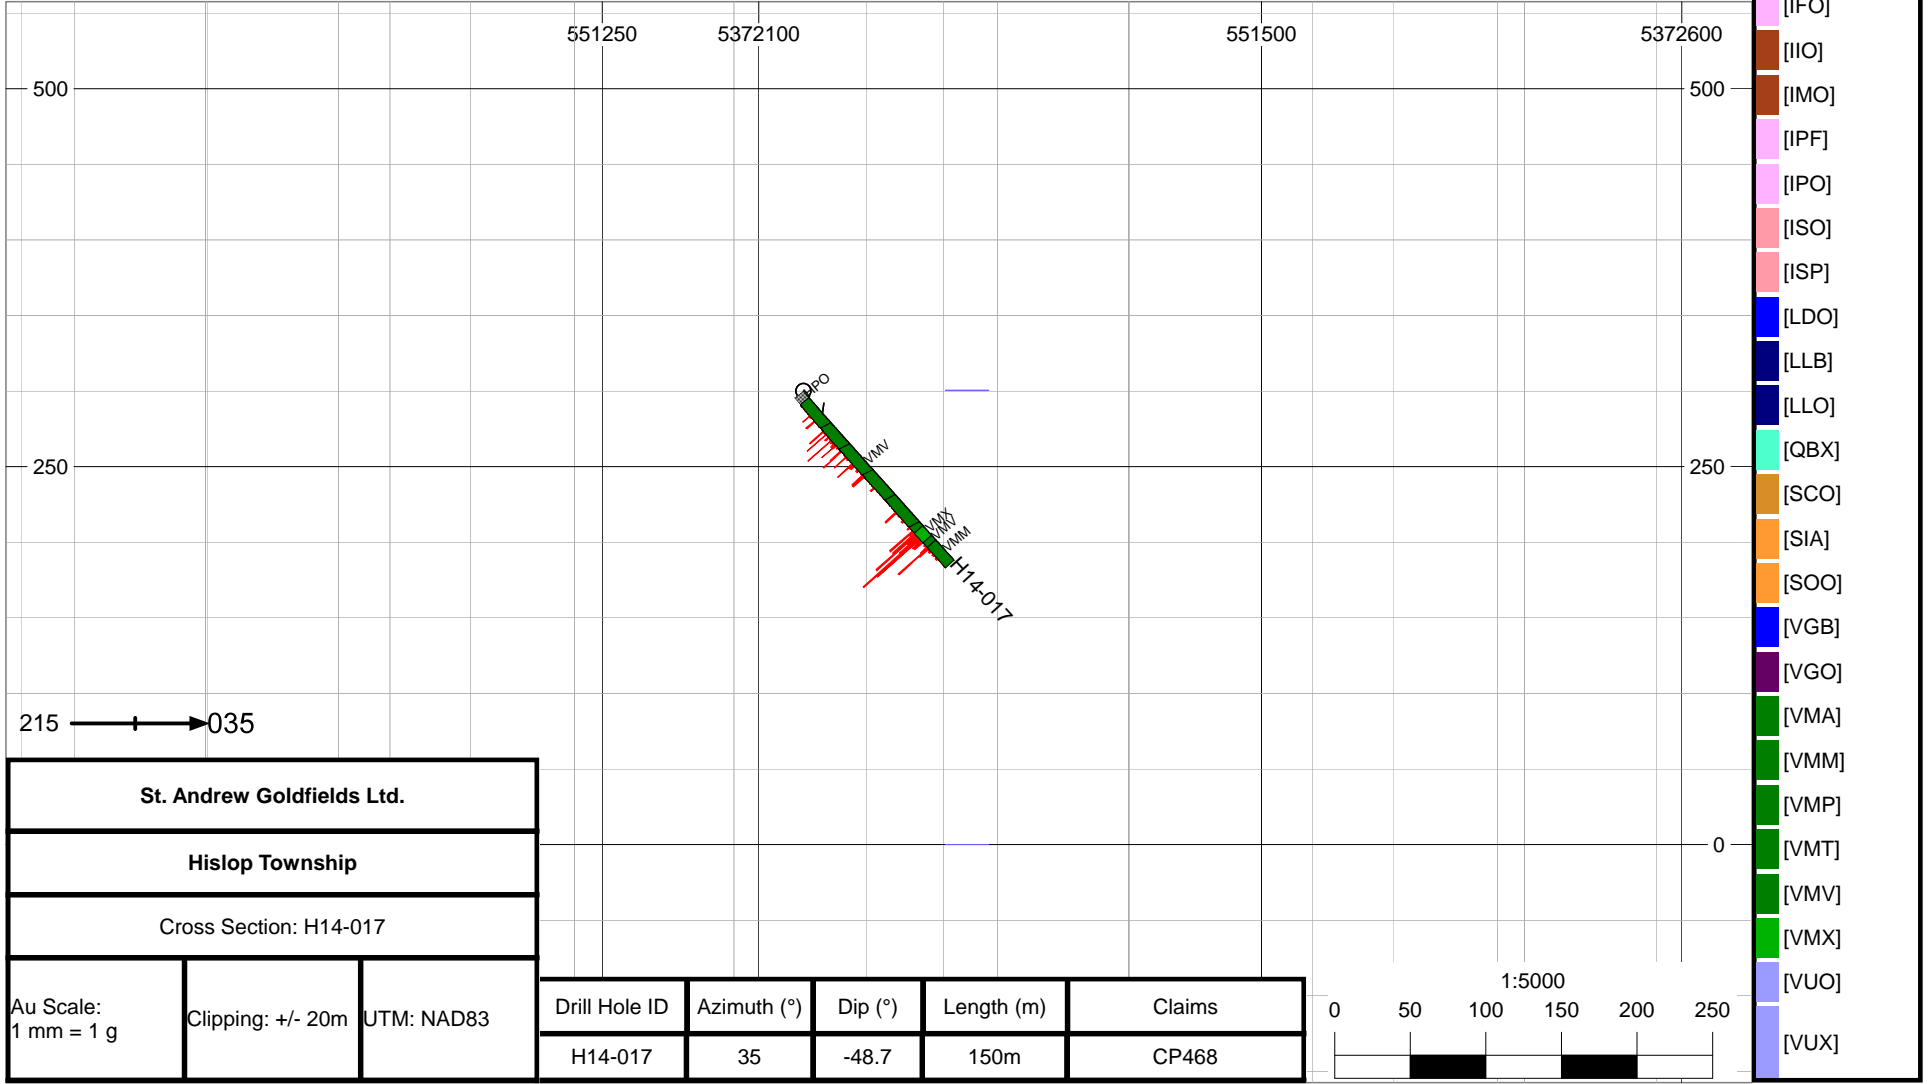 551250 5372100 551500 5372600
500 500
250 250
0
HPO
VMV
VMX
VMV
VMM
H14-017
215 035
St. Andrew Goldfields Ltd.
Hislop Township
Cross Section: H14-017
Au Scale:
1 mm = 1 g
Clipping: +/- 20m
UTM: NAD83
Drill Hole ID Azimuth (°) Dip (°) Length (m) Claims
H14-017 35 -48.7 150m CP468
1:5000
0 50 100 150 200 250
[IFO]
[IIO]
[IMO]
[IPF]
[IPO]
[ISO]
[ISP]
[LDO]
[LLB]
[LLO]
[QBX]
[SCO]
[SIA]
[SOO]
[VGB]
[VGO]
[VMA]
[VMM]
[VMP]
[VMT]
[VMV]
[VMX]
[VUO]
[VUX]